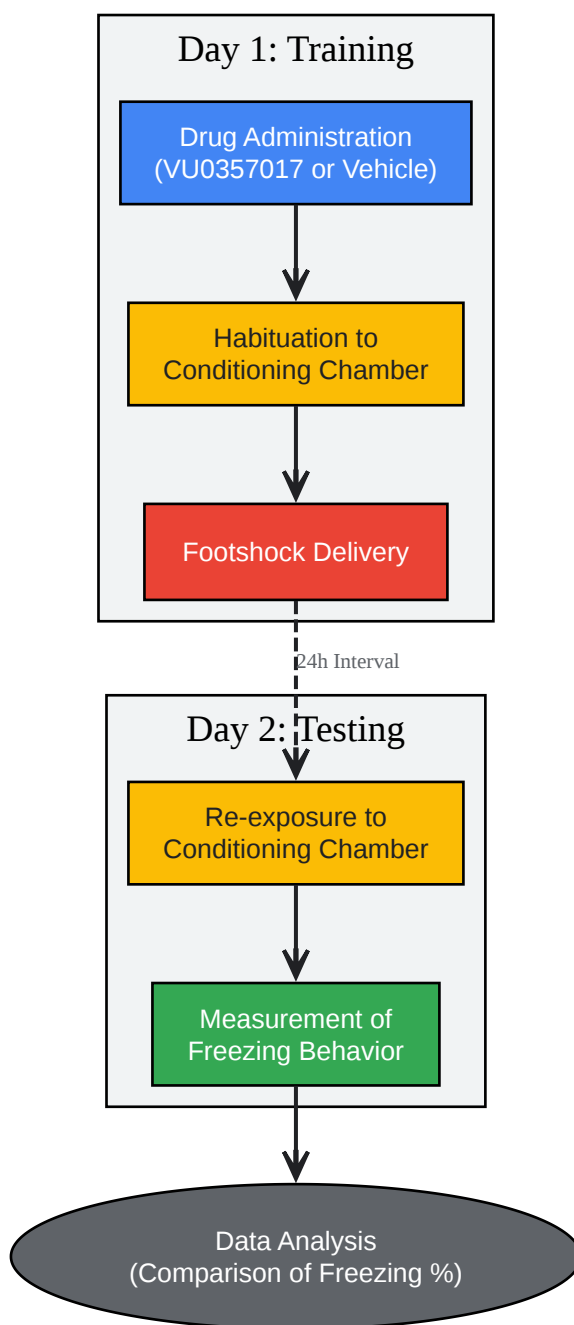 Day 1: Training
Drug Administration
(VU0357017 or Vehicle)
Habituation to
Conditioning Chamber
Footshock Delivery
24h Interval
Day 2: Testing
Re-exposure to
Conditioning Chamber
Measurement of
Freezing Behavior
Data Analysis
(Comparison of Freezing %)